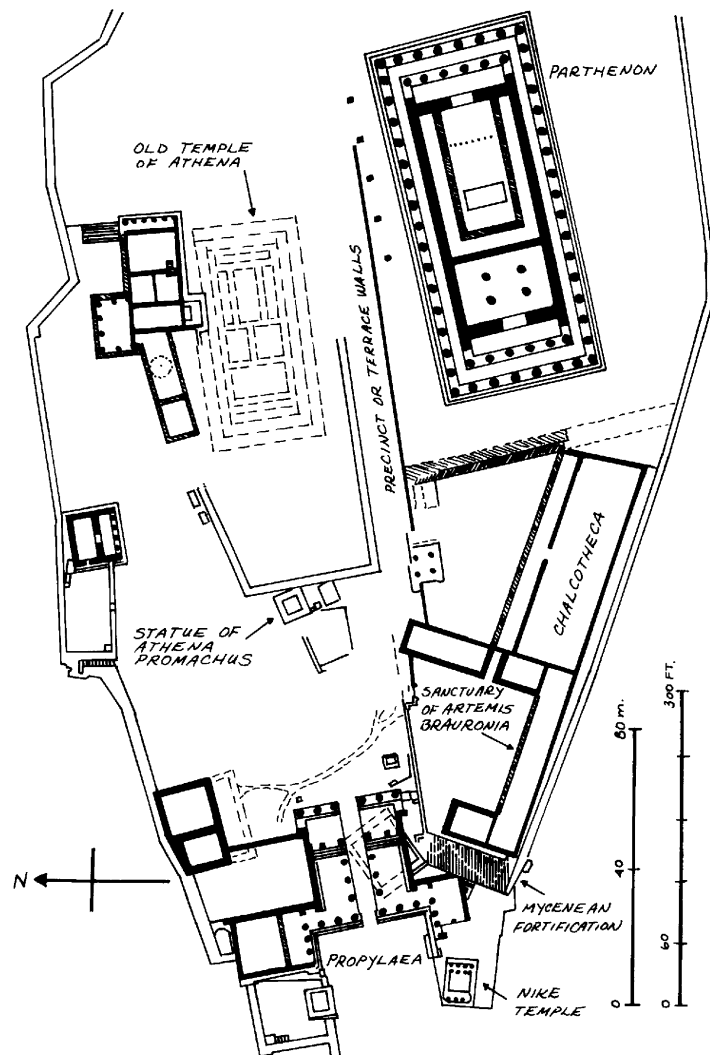 PARTHENON
OLD TEMPLE
OF ATHENA
PRECINCT OR TERRACE WALLS
CHALCOTHECA
STATUE OF
ATHENA
PROMACHUS
SANCTUARY
OF ARTEMIS
BRAURONIA
300 FT.
80 m.
40
60
0
0
N
MYCENEAN
FORTIFICATION
PROPYLAEA
NIKE
TEMPLE